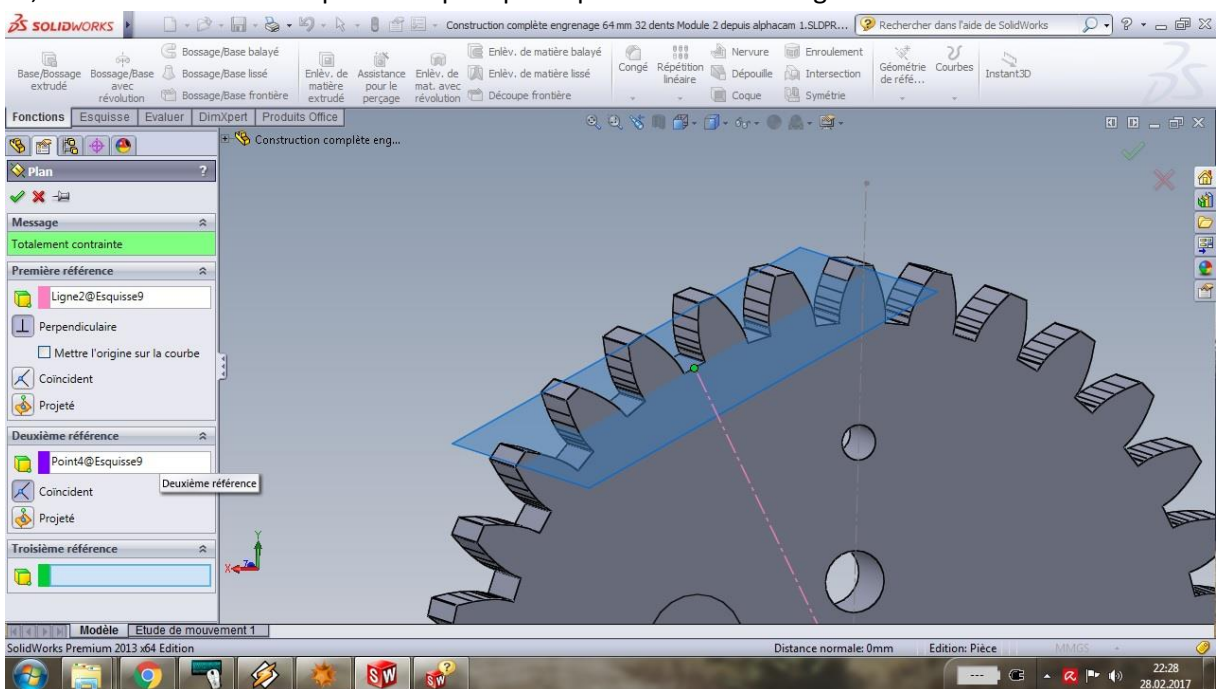 SOLIDWORKS
Construction complète engrenage 64 mm 32 dents Module 2 depuis alphacam 1.SLDPR...
Rechercher dans l'aide de SolidWorks
Base/Bossage extrudé
Bossage/Base avec révolution
Bossage/Base balayé
Bossage/Base lissé
Bossage/Base frontière
Enlèv. de matière extrudé
Assistance pour le perçage
Enlèv. de mat. avec révolution
Enlèv. de matière balayé
Enlèv. de matière lissé
Découpe frontière
Congé
Répétition linéaire
Nervure
Dépouille
Coque
Enroulement
Intersection
Symétrie
Géométrie de réfé...
Courbes
Instant3D
Fonctions
Esquisse
Evaluer
DimXpert
Produits Office
Construction complète eng...
Plan
?
Message
Totalement contrainte
Première référence
Ligne2@Esquisse9
Perpendiculaire
Mettre l'origine sur la courbe
Coïncident
Projeté
Deuxième référence
Point4@Esquisse9
Deuxième référence
Coïncident
Projeté
Troisième référence
Y
X
Z
Modèle
Etude de mouvement 1
SolidWorks Premium 2013 x64 Edition
Distance normale: 0mm
Edition: Pièce
MMGS
22:28
28.02.2017